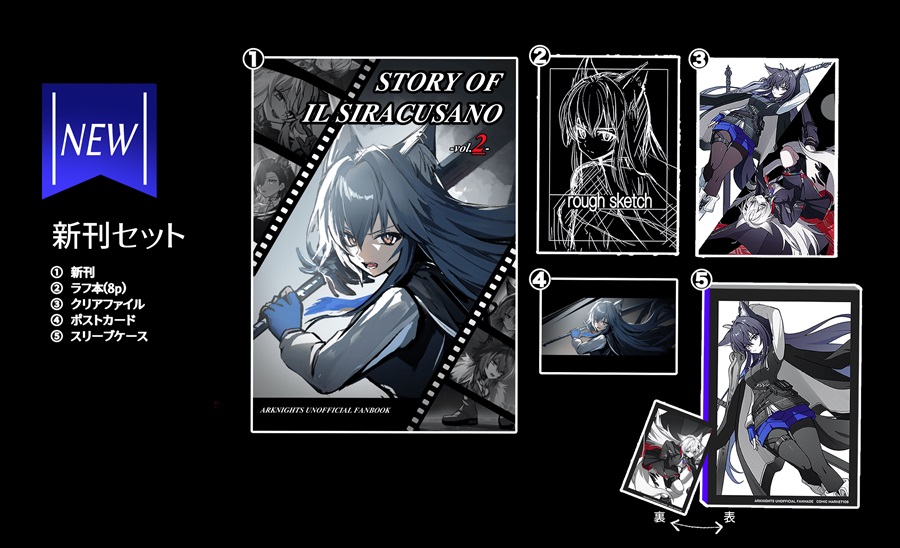 NEW
新刊セット
① 新刊
② ラフ本(8p)
③ クリアファイル
④ ポストカード
⑤ スリーブケース
①
STORY OF
IL SIRACUSANO
-vol.2-
ARKNIGHTS UNOFFICIAL FANBOOK
②
rough sketch
③
④
⑤
ARKNIGHTS UNOFFICIAL FANMADE COMIC MARKET105
裏
表